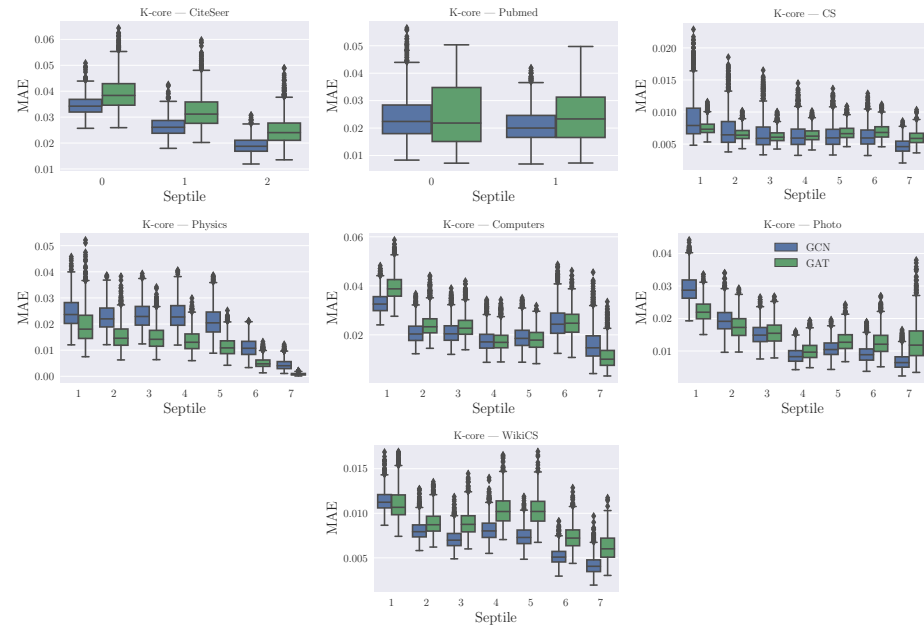 K-core — CiteSeer
0.06
0.05
0.04
0.03
0.02
0.01
MAE
0 1 2
Septile
K-core — Pubmed
0.05
0.04
0.03
0.02
0.01
MAE
0 1
Septile
K-core — CS
0.020
0.015
0.010
0.005
MAE
1 2 3 4 5 6 7
Septile
K-core — Physics
0.05
0.04
0.03
0.02
0.01
0.00
MAE
1 2 3 4 5 6 7
Septile
K-core — Computers
0.06
0.04
0.02
MAE
1 2 3 4 5 6 7
Septile
K-core — Photo
GCN
GAT
0.04
0.03
0.02
0.01
MAE
1 2 3 4 5 6 7
Septile
K-core — WikiCS
0.015
0.010
0.005
MAE
1 2 3 4 5 6 7
Septile